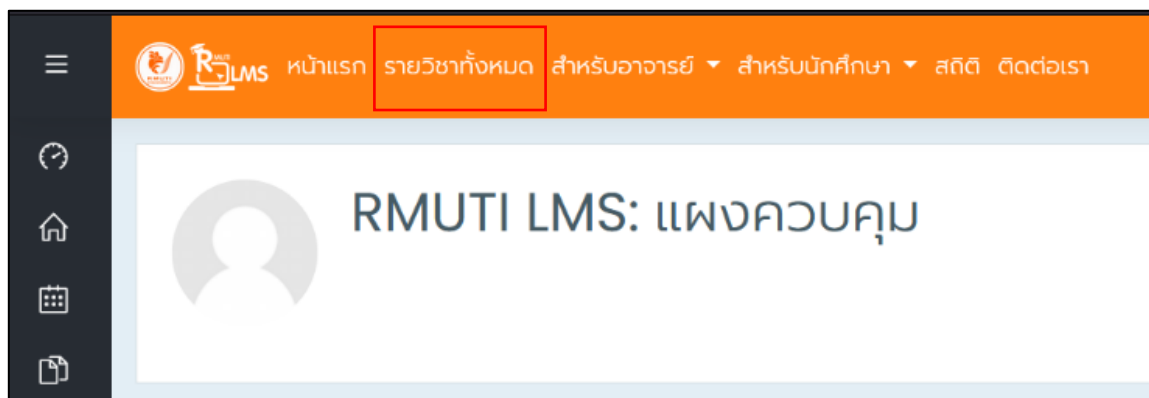 RMUTI LMS หน้าแรก รายวิชาทั้งหมด สำหรับอาจารย์ สำหรับนักศึกษา สถิติ ติดต่อเรา
RMUTI LMS: แผงควบคุม